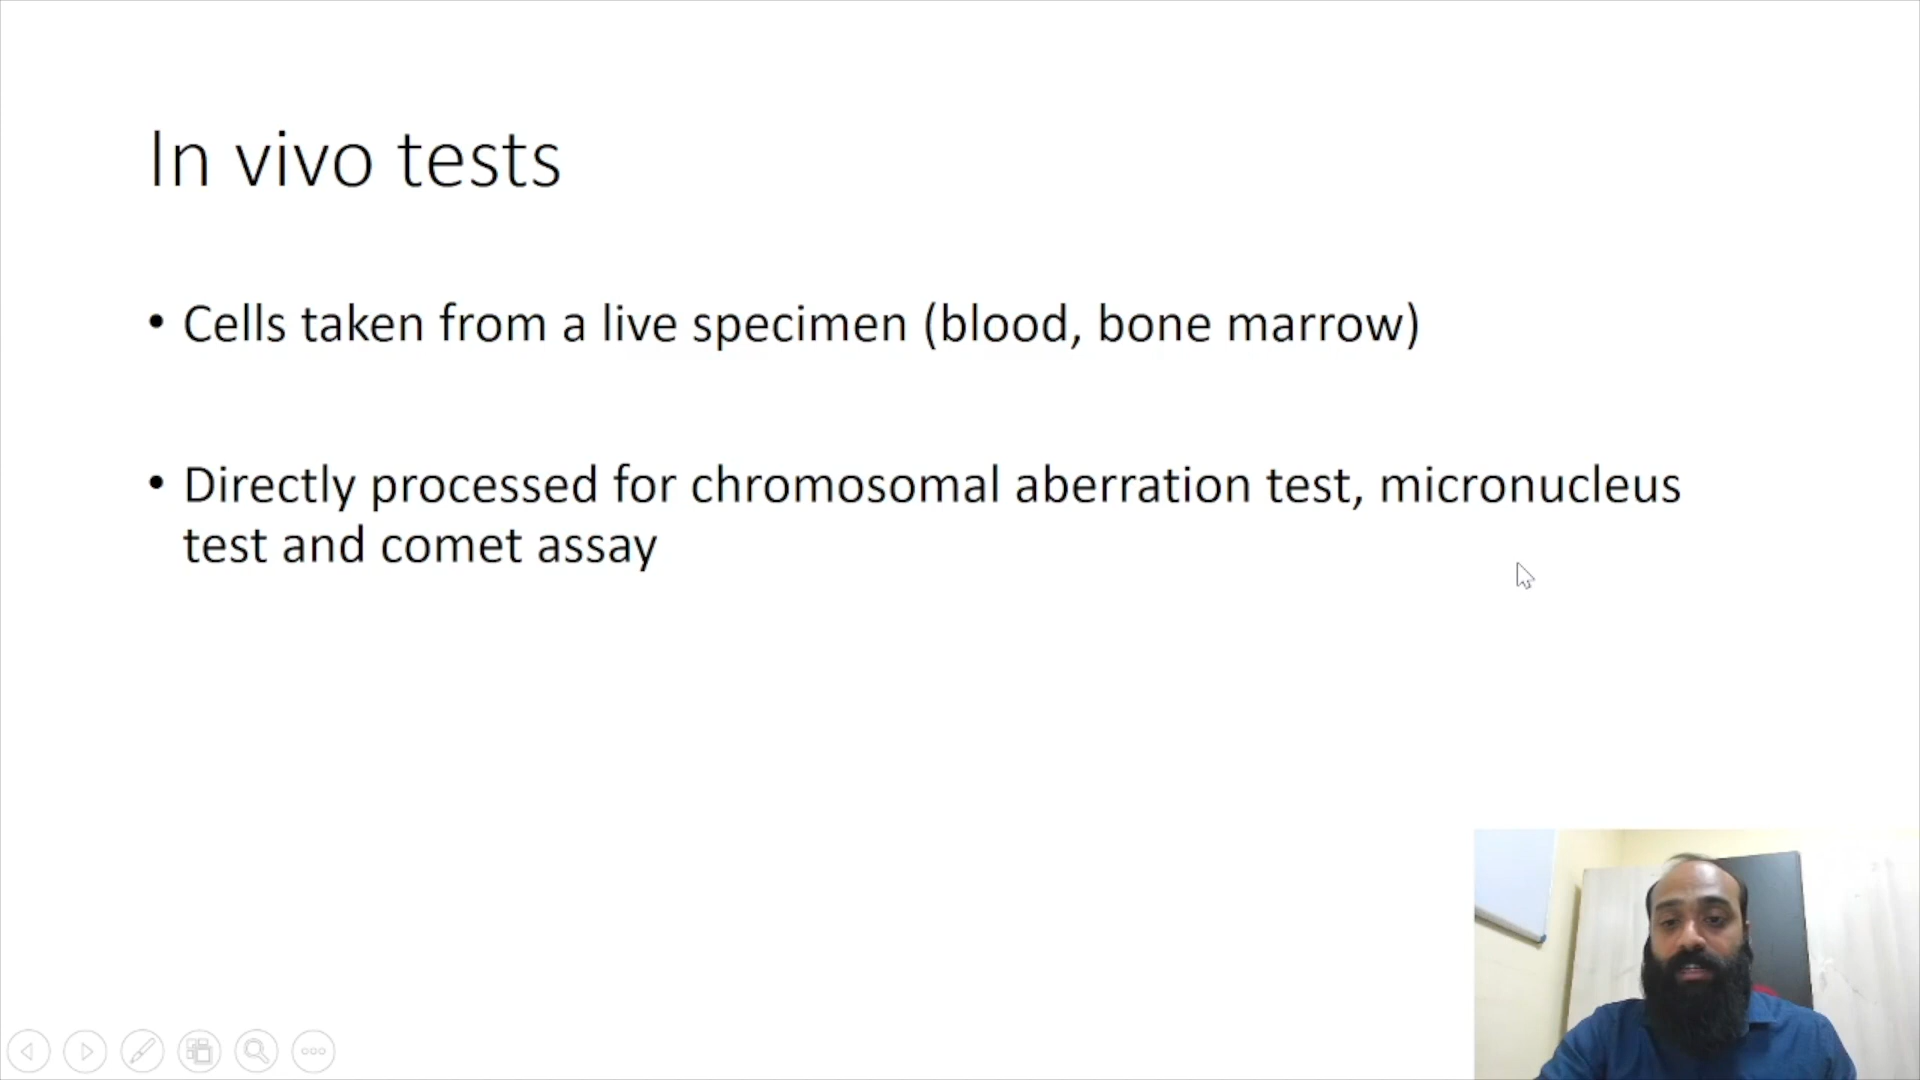 In vivo tests
• Cells taken from a live specimen (blood, bone marrow)
• Directly processed for chromosomal aberration test, micronucleus
test and comet assay